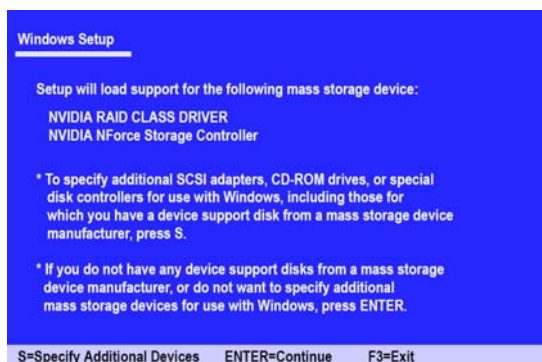 Windows Setup
Setup will load support for the following mass storage device:
NVIDIA RAID CLASS DRIVER
NVIDIA NForce Storage Controller
* To specify additional SCSI adapters, CD-ROM drives, or special
disk controllers for use with Windows, including those for
which you have a device support disk from a mass storage device
manufacturer, press S.
* If you do not have any device support disks from a mass storage
device manufacturer, or do not want to specify additional
mass storage devices for use with Windows, press ENTER.
S=Specify Additional Devices ENTER=Continue F3=Exit